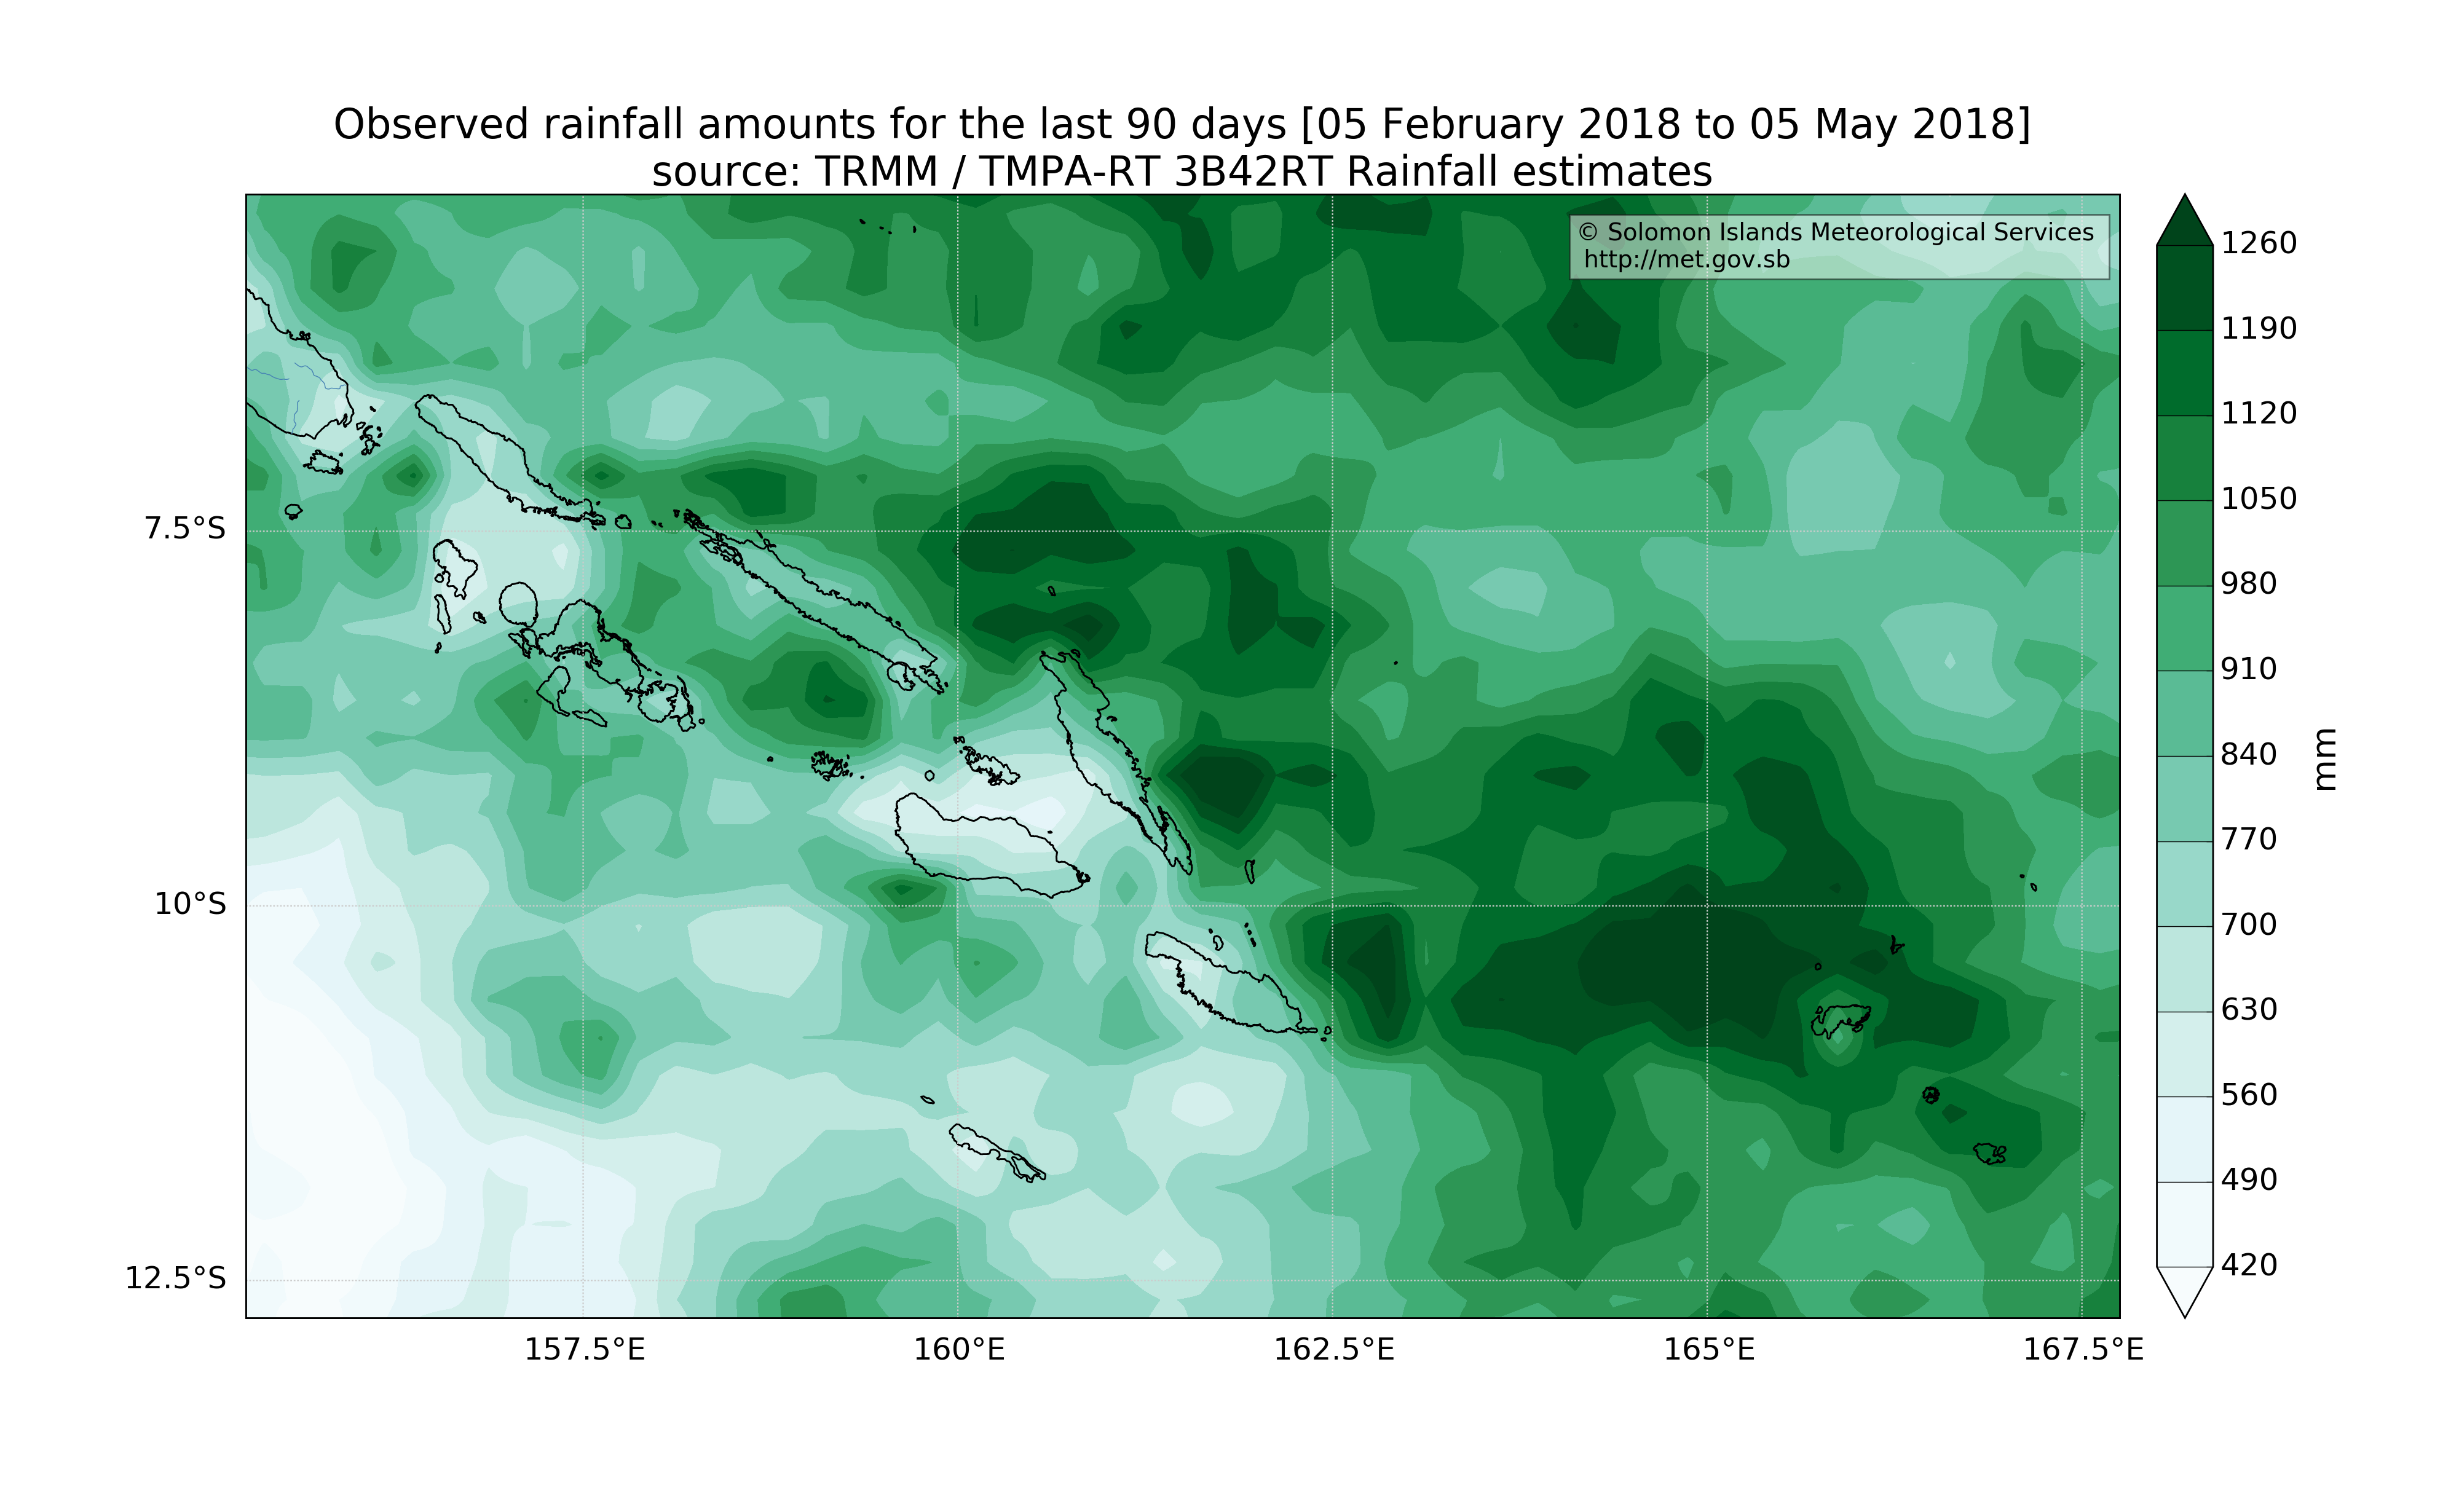 Observed rainfall amounts for the last 90 days [05 February 2018 to 05 May 2018]
source: TRMM / TMPA-RT 3B42RT Rainfall estimates
© Solomon Islands Meteorological Services
http://met.gov.sb
7.5°S
10°S
12.5°S
157.5°E
160°E
162.5°E
165°E
167.5°E
1260
1190
1120
1050
980
910
840
770
700
630
560
490
420
mm